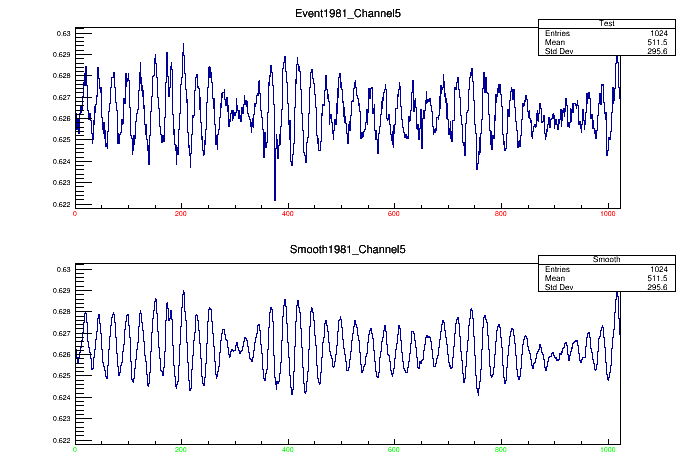 Event1981_Channel5
Test
Entries 1024
Mean 511.5
Std Dev 295.6
0.63
0.629
0.628
0.627
0.626
0.625
0.624
0.623
0.622
0 200 400 600 800 1000
Smooth1981_Channel5
Smooth
Entries 1024
Mean 511.5
Std Dev 295.6
0.63
0.629
0.628
0.627
0.626
0.625
0.624
0.623
0.622
0 200 400 600 800 1000